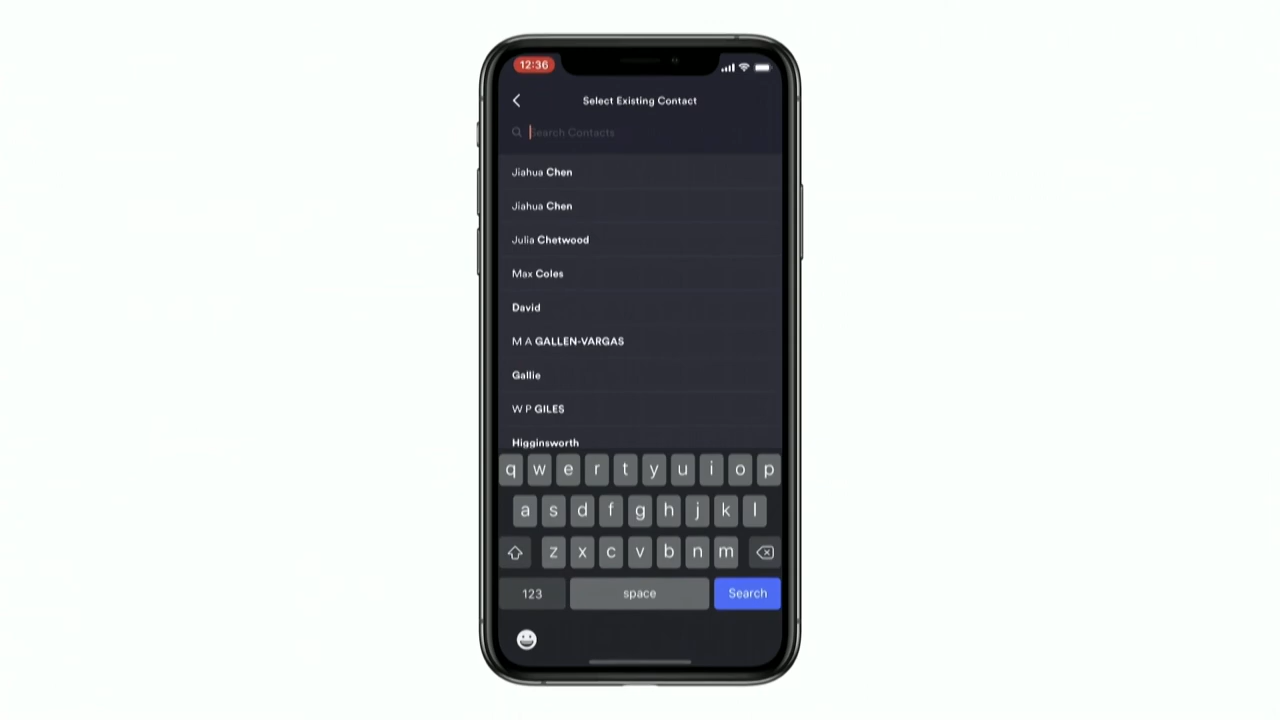 12:36
Select Existing Contact
Search Contacts
Jiahua Chen
Jiahua Chen
Julia Chetwood
Max Coles
David
M A GALLEN-VARGAS
Gallie
W P GILES
Higginsworth
q w e r t y u i o p
a s d f g h j k l
z x c v b n m
123 space Search